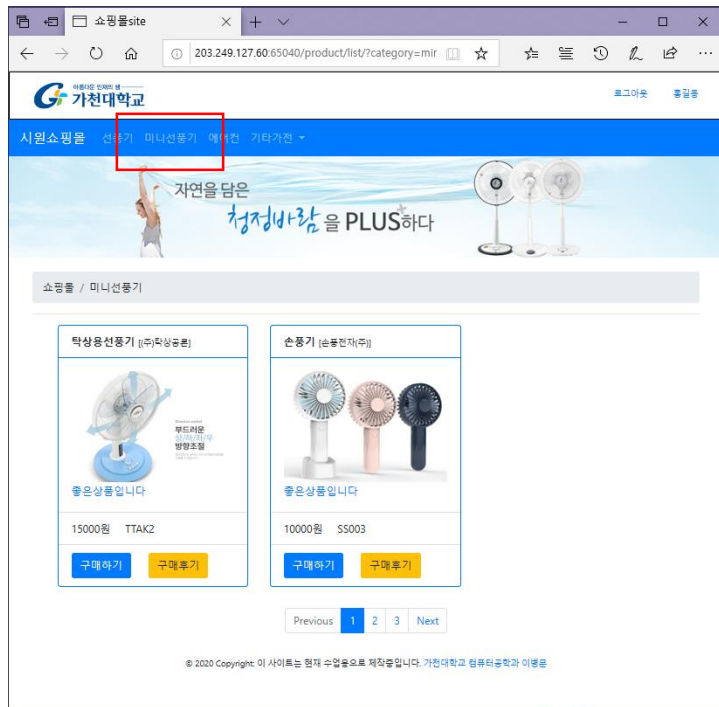 쇼핑몰site
203.249.127.60:65040/product/list/?category=mir
아름다운 인재의 샘
가천대학교
로그아웃 홍길동
시원쇼핑몰 선풍기 미니선풍기 에어컨 기타가전
자연을 담은
청정바람을 PLUS+하다
쇼핑몰 / 미니선풍기
탁상용선풍기 [(주)탁상공론]
손풍기 [손풍전자(주)]
부드러운
상/하/좌/우
방향조절
좋은상품입니다
좋은상품입니다
15000원 TTAK2
10000원 SS003
구매하기 구매후기
구매하기 구매후기
Previous 1 2 3 Next
© 2020 Copyright: 이 사이트는 현재 수업용으로 제작중입니다. 가천대학교 컴퓨터공학과 이병문